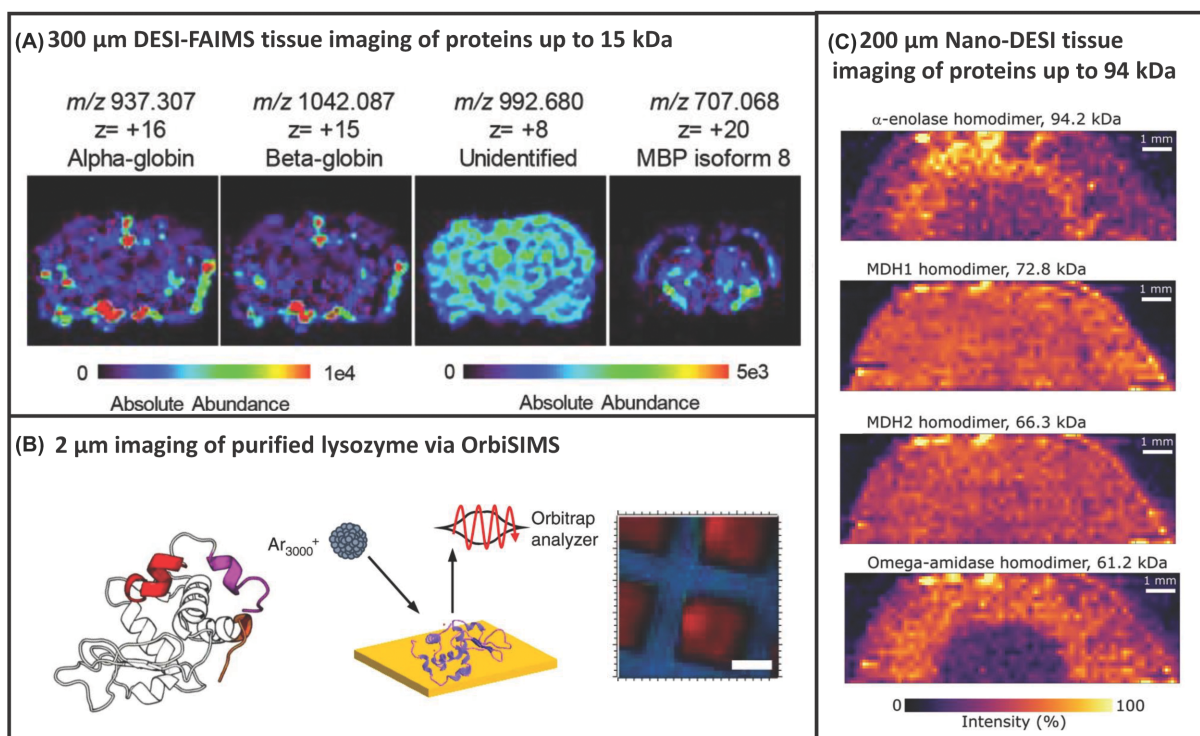 (A) 300 µm DESI-FAIMS tissue imaging of proteins up to 15 kDa
m/z 937.307
z= +16
Alpha-globin
m/z 1042.087
z= +15
Beta-globin
m/z 992.680
z= +8
Unidentified
m/z 707.068
z= +20
MBP isoform 8
0
1e4
Absolute Abundance
0
5e3
Absolute Abundance
(B) 2 µm imaging of purified lysozyme via OrbiSIMS
Ar3000+
Orbitrap
analyzer
(C) 200 µm Nano-DESI tissue
imaging of proteins up to 94 kDa
α-enolase homodimer, 94.2 kDa
1 mm
MDH1 homodimer, 72.8 kDa
1 mm
MDH2 homodimer, 66.3 kDa
1 mm
Omega-amidase homodimer, 61.2 kDa
1 mm
0
100
Intensity (%)